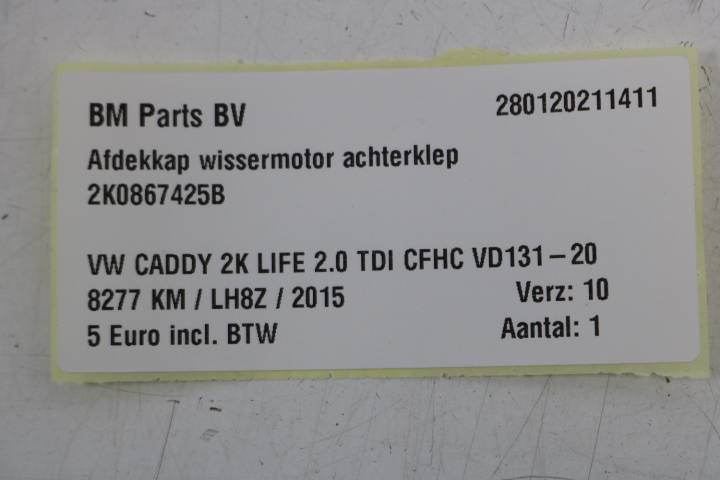 BM Parts BV 280120211411
Afdekkap wissermotor achterklep
2K0867425B
VW CADDY 2K LIFE 2.0 TDI CFHC VD131-20
8277 KM / LH8Z / 2015 Verz: 10
5 Euro incl. BTW Aantal: 1